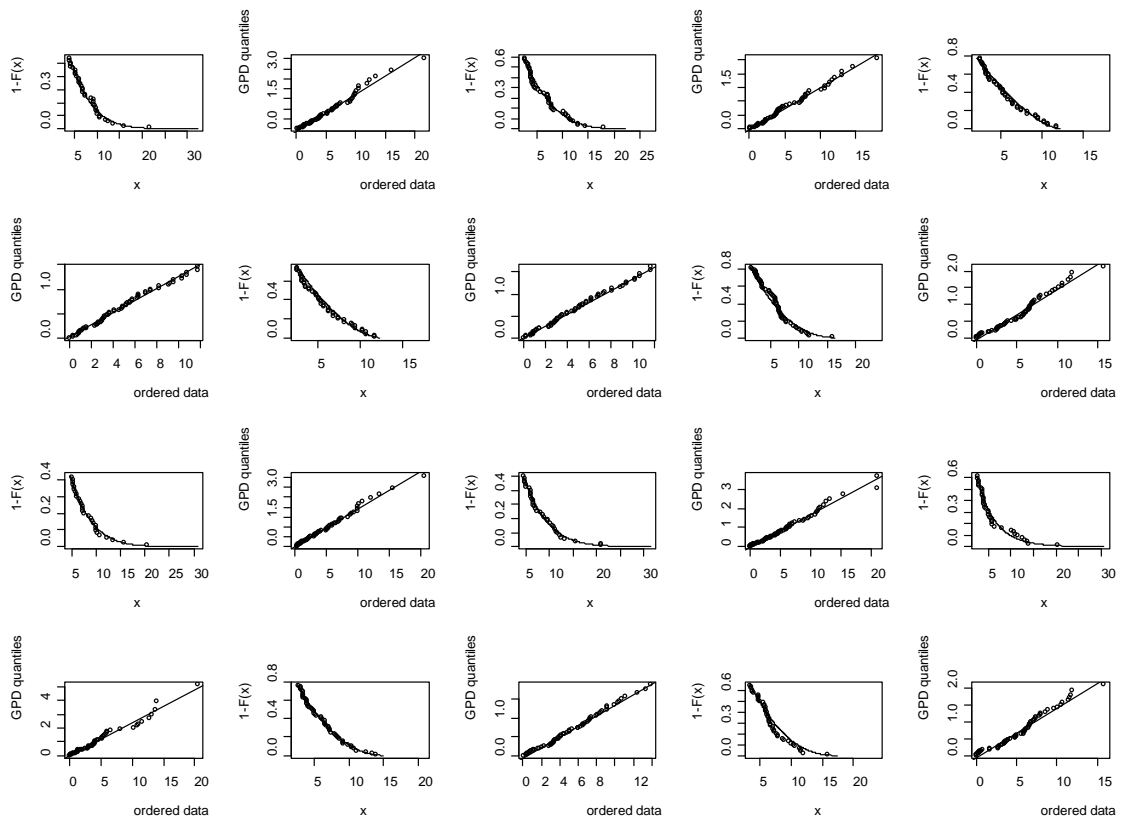 1-F(x)
0.0 0.3
5 10 20 30
x
GPD quantiles
0.0 1.5 3.0
0 5 10 15 20
ordered data
1-F(x)
0.0 0.3 0.6
5 10 15 20 25
x
GPD quantiles
0.0 1.5
0 5 10 15
ordered data
1-F(x)
0.0 0.4 0.8
5 10 15
x
GPD quantiles
0.0 1.0
0 2 4 6 8 10
ordered data
1-F(x)
0.0 0.4
5 10 15
x
GPD quantiles
0.0 1.0
0 2 4 6 8 10
ordered data
1-F(x)
0.0 0.4 0.8
5 10 15 20
x
GPD quantiles
0.0 1.0 2.0
0 5 10 15
ordered data
1-F(x)
0.0 0.2 0.4
5 10 15 20 25 30
x
GPD quantiles
0.0 1.5 3.0
0 5 10 15 20
ordered data
1-F(x)
0.0 0.2 0.4
5 10 15 20 30
x
GPD quantiles
0 1 2 3
0 5 10 15 20
ordered data
1-F(x)
0.0 0.3 0.6
5 10 20 30
x
GPD quantiles
0 2 4
0 5 10 15 20
ordered data
1-F(x)
0.0 0.4 0.8
5 10 15
x
GPD quantiles
0.0 1.0
0 2 4 6 8 12
ordered data
1-F(x)
0.0 0.3 0.6
5 10 15
x
GPD quantiles
0.0 1.0 2.0
0 5 10 15
ordered data